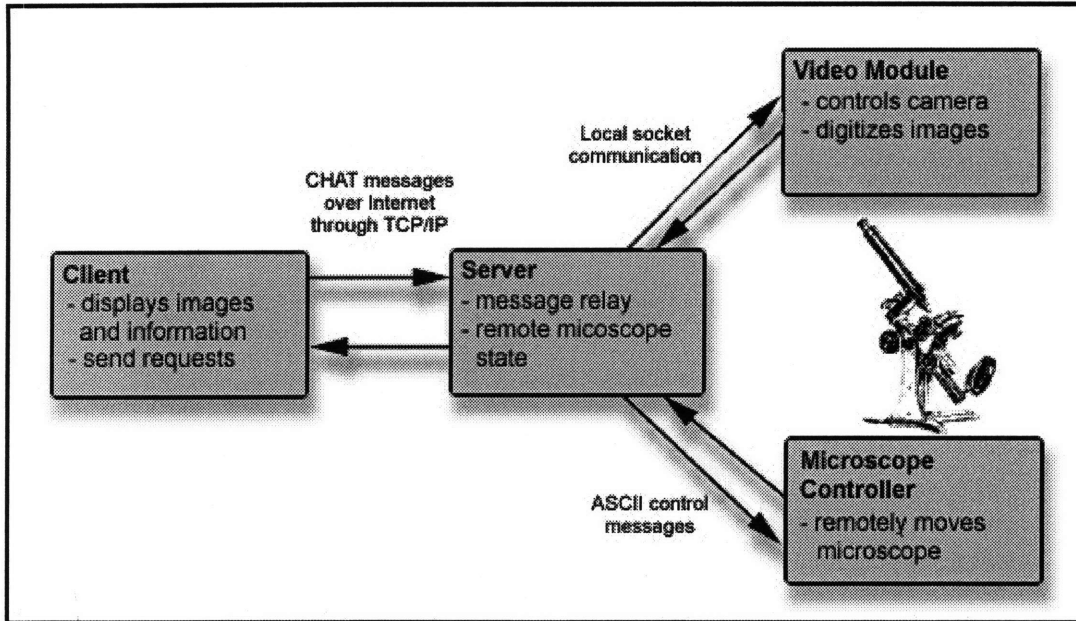 Video Module
- controls camera
- digitizes images
Local socket
communication
CHAT messages
over Internet
through TCP/IP
Client
- displays images
and information
- send requests
Server
- message relay
- remote micoscope
state
ASCII control
messages
Microscope
Controller
- remotely moves
microscope